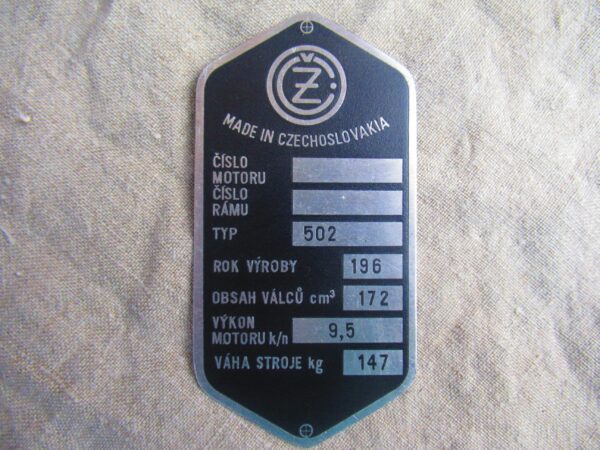 ČZ
MADE IN CZECHOSLOVAKIA
ČÍSLO
MOTORU
ČÍSLO
RÁMU
TYP 502
ROK VÝROBY 196
OBSAH VÁLCŮ cm³ 172
VÝKON
MOTORU k/n 9,5
VÁHA STROJE kg 147